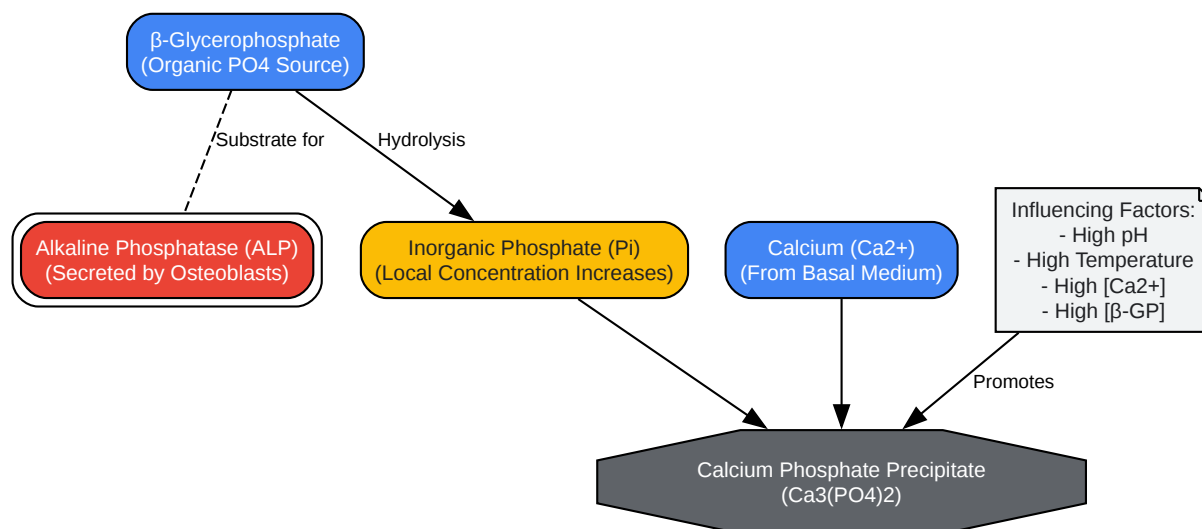 β-Glycerophosphate
(Organic PO4 Source)
Substrate for
Hydrolysis
Alkaline Phosphatase (ALP)
(Secreted by Osteoblasts)
Inorganic Phosphate (Pi)
(Local Concentration Increases)
Calcium (Ca2+)
(From Basal Medium)
Influencing Factors:
- High pH
- High Temperature
- High [Ca2+]
- High [β-GP]
Promotes
Calcium Phosphate Precipitate
(Ca3(PO4)2)